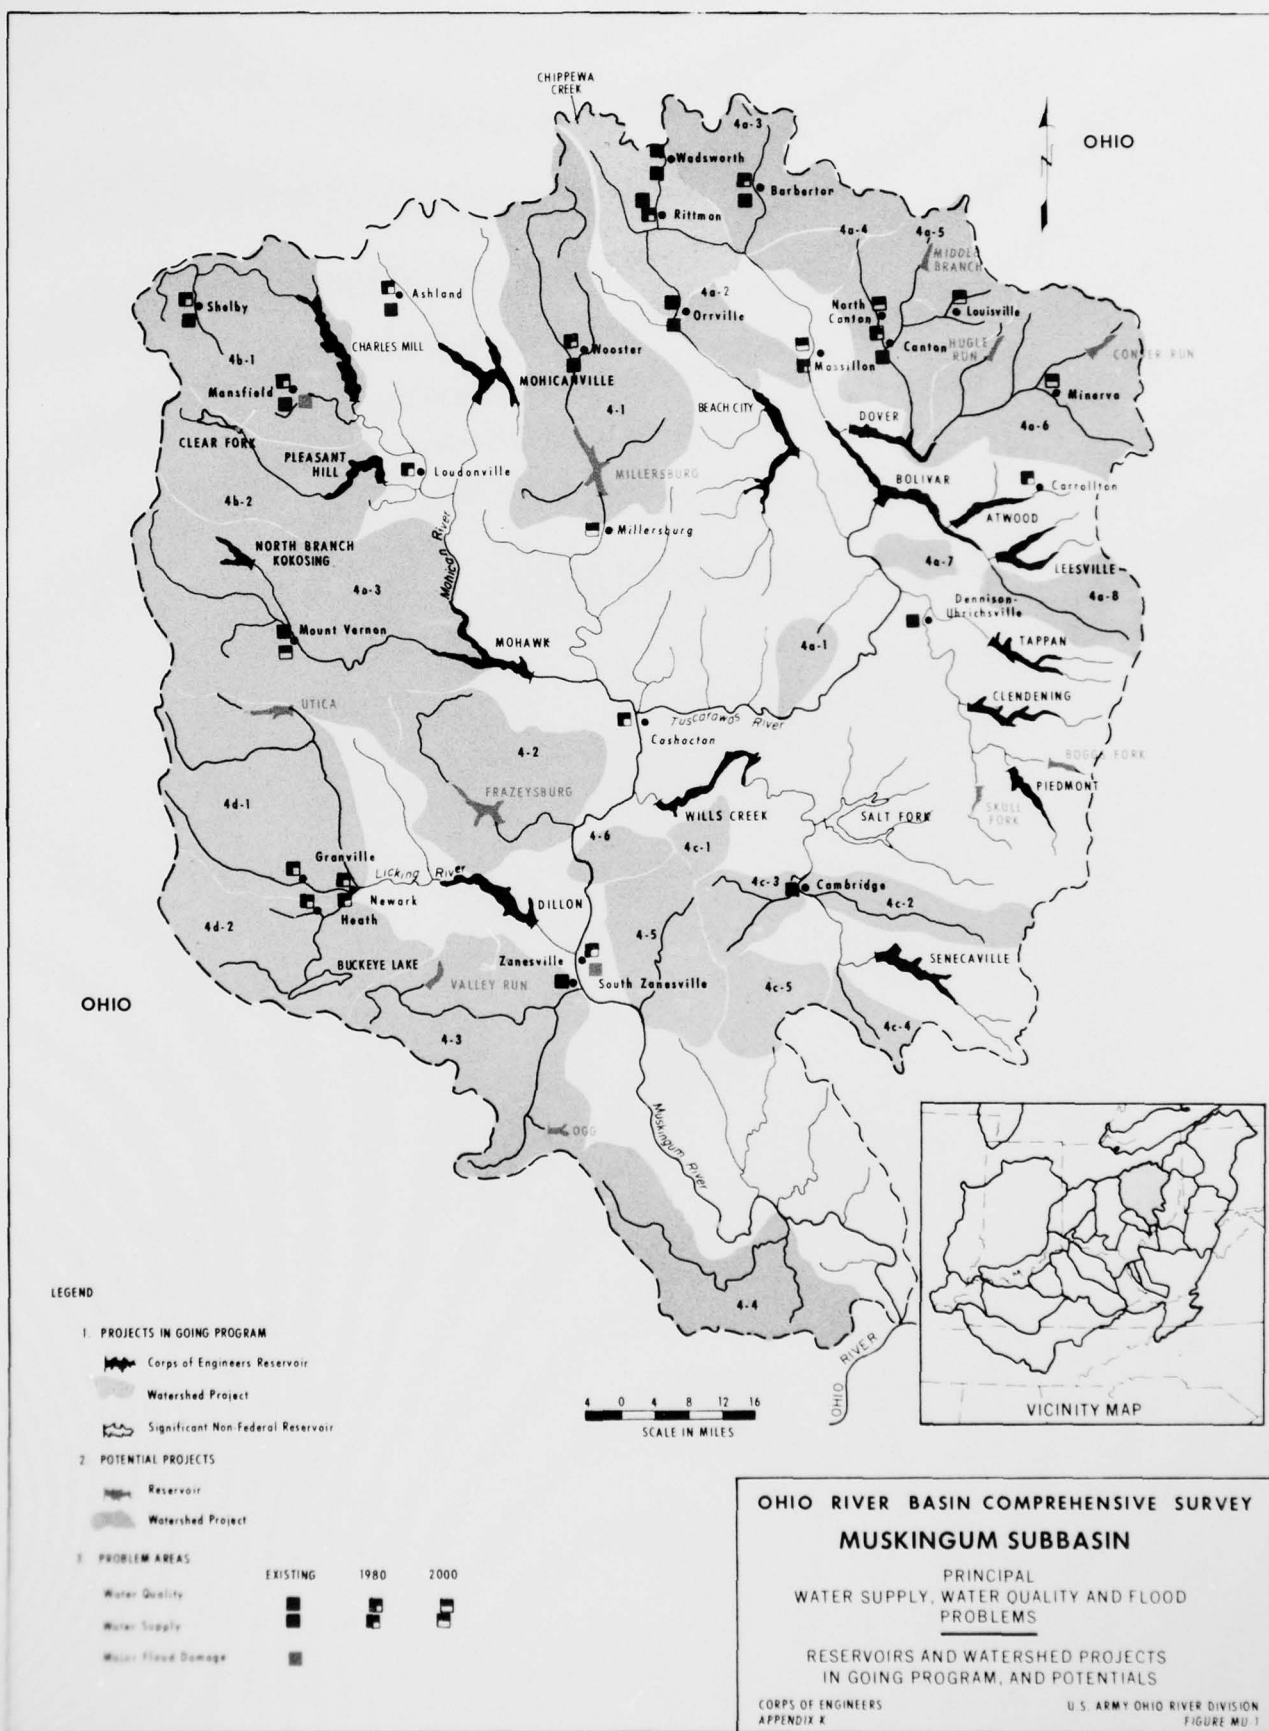 CHIPPEWA
CREEK
4a-3
OHIO
Wadsworth
Barberton
Rittman
4a-4
4a-5
MIDDLE
BRANCH
Shelby
Ashland
4a-2
Orrville
North
Canton
Louisville
4b-1
CHARLES MILL
Wooster
Canton
HUGLE
RUN
CONSER RUN
Massillon
Mansfield
MOHICANVILLE
Minerva
4-1
BEACH CITY
DOVER
4a-6
CLEAR FORK
PLEASANT
HILL
Loudonville
MILLERSBURG
BOLIVAR
Carrollton
4b-2
ATWOOD
Mohican River
Millersburg
NORTH BRANCH
KOKOSING
4a-7
LEESVILLE
4b-3
4a-8
Dennison-
Uhrichsville
Mount Vernon
MOHAWK
4a-1
TAPPAN
CLENDENING
UTICA
Tuscarawas River
Coshocton
4-2
BOGGS FORK
FRAZEYSBURG
PIEDMONT
4d-1
WILLS CREEK
SALT FORK
SKULL
FORK
4-6
4c-1
Granville
Licking River
4c-3
Cambridge
Newark
DILLON
4c-2
Heath
4d-2
4-5
BUCKEYE LAKE
Zanesville
SENECAVILLE
VALLEY RUN
South Zanesville
4c-5
OHIO
4-3
4c-4
Muskingum River
OGG
4-4
OHIO RIVER
VICINITY MAP
LEGEND
1. PROJECTS IN GOING PROGRAM
Corps of Engineers Reservoir
Watershed Project
Significant Non-Federal Reservoir
2. POTENTIAL PROJECTS
Reservoir
Watershed Project
3. PROBLEM AREAS
EXISTING 1980 2000
Water Quality
Water Supply
Major Flood Damage
4 0 4 8 12 16
SCALE IN MILES
OHIO RIVER BASIN COMPREHENSIVE SURVEY
MUSKINGUM SUBBASIN
PRINCIPAL
WATER SUPPLY, WATER QUALITY AND FLOOD
PROBLEMS
RESERVOIRS AND WATERSHED PROJECTS
IN GOING PROGRAM, AND POTENTIALS
CORPS OF ENGINEERS U.S. ARMY OHIO RIVER DIVISION
APPENDIX K FIGURE MU-1